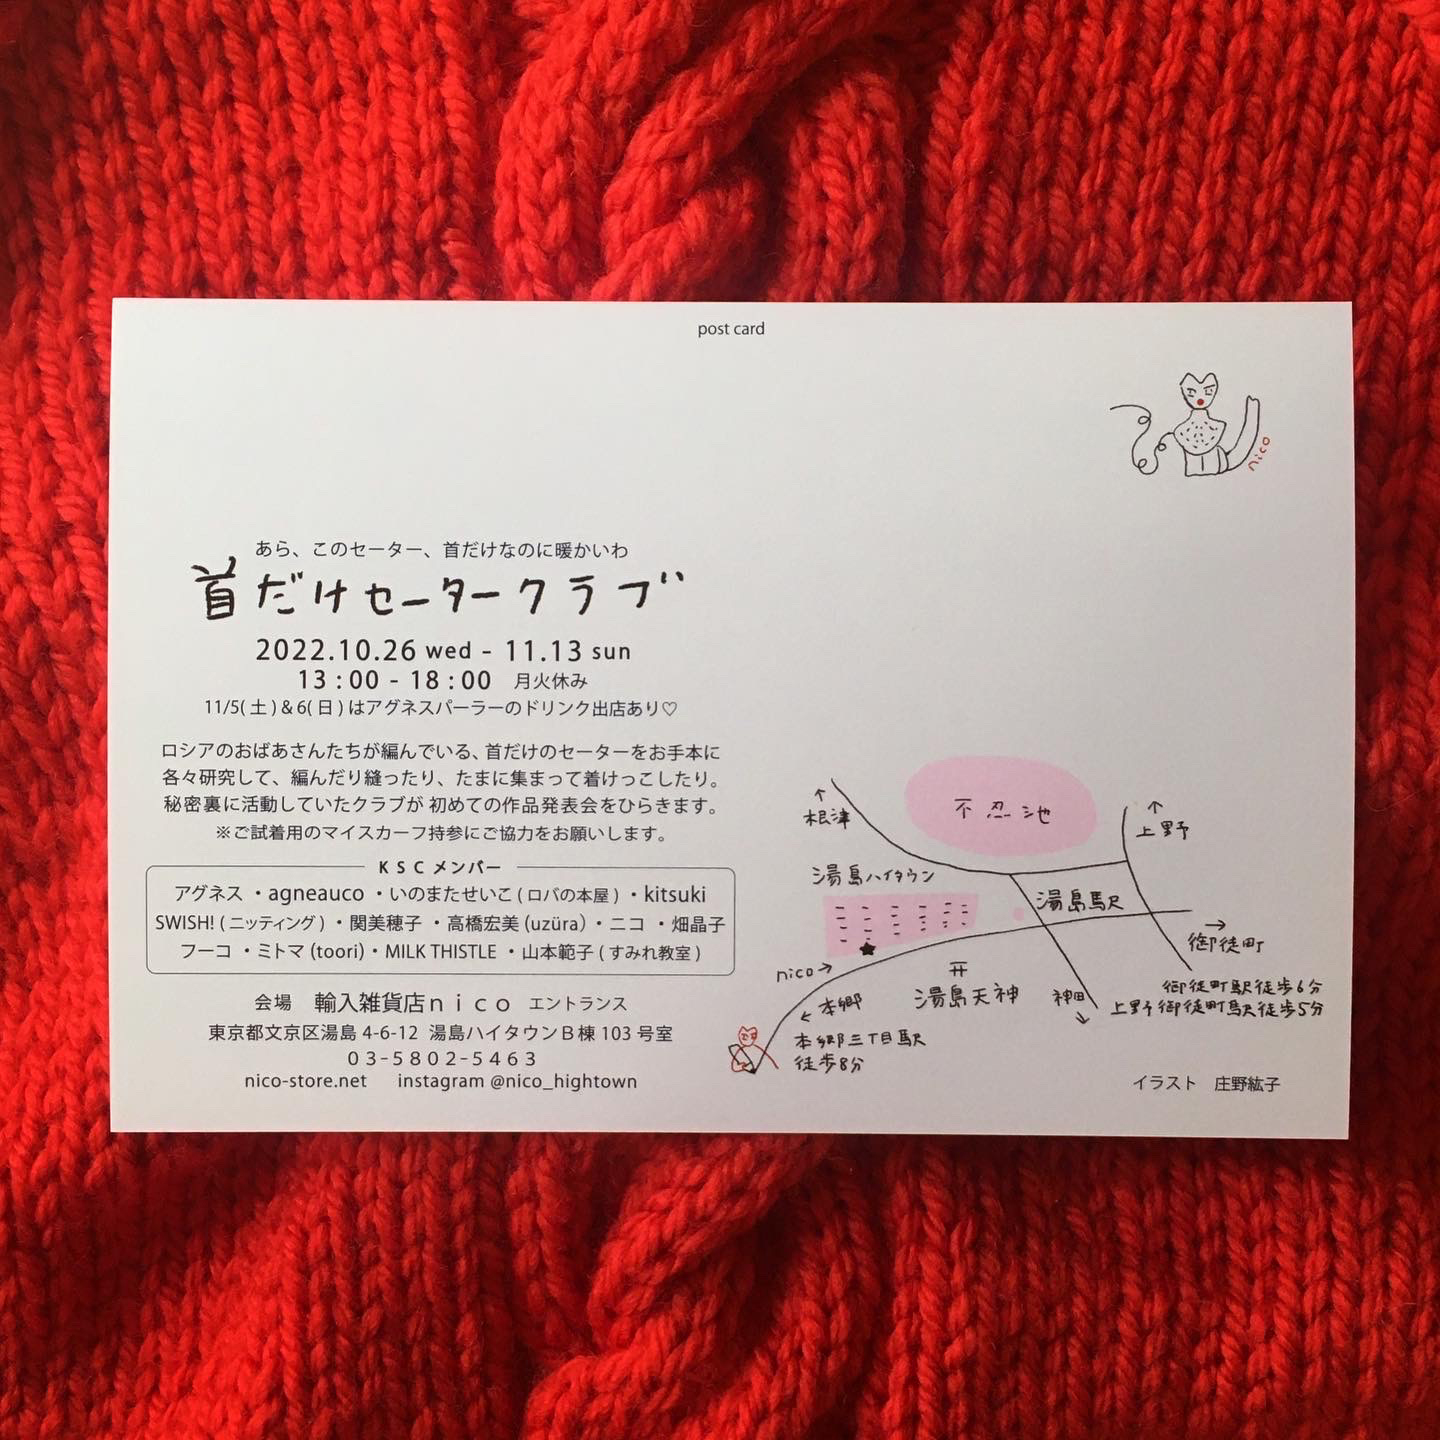 post card
nico
あら、このセーター、首だけなのに暖かいわ
首だけセータークラブ
2022.10.26 wed - 11.13 sun
13:00 - 18:00 月火休み
11/5(土)&6(日)はアグネスパーラーのドリンク出店あり♡
ロシアのおばあさんたちが編んでいる、首だけのセーターをお手本に
各々研究して、編んだり縫ったり、たまに集まって着けっこしたり。
秘密裏に活動していたクラブが 初めての作品発表会をひらきます。
※ご試着用のマイスカーフ持参にご協力をお願いします。
KSCメンバー
アグネス・agneauco・いのまたせいこ(ロバの本屋)・kitsuki
SWISH!(ニッティング)・関美穂子・高橋宏美(uzüra)・ニコ・畑晶子
フーコ・ミトマ(toori)・MILK THISTLE・山本範子(すみれ教室)
会場 輸入雑貨店nico エントランス
東京都文京区湯島 4-6-12 湯島ハイタウンB棟 103号室
03-5802-5463
nico-store.net instagram @nico_hightown
不忍池
↑
根津
↑
上野
湯島ハイタウン
湯島駅
→
御徒町
nico→
湯島天神
神田
↘
御徒町駅徒歩6分
上野御徒町駅徒歩5分
↙本郷
本郷三丁目駅
徒歩8分
イラスト 庄野紘子